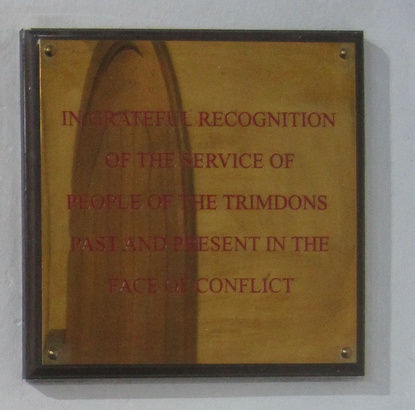 IN GRATEFUL RECOGNITION
OF THE SERVICE OF
PEOPLE OF THE TRIMDONS
PAST AND PRESENT IN THE
FACE OF CONFLICT